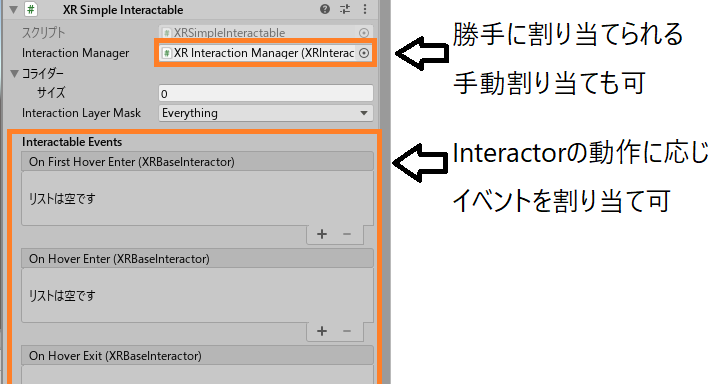 XR Simple Interactable
スクリプト XRSimpleInteractable
Interaction Manager XR Interaction Manager (XRInterac
コライダー
サイズ 0
Interaction Layer Mask Everything
Interactable Events
On First Hover Enter (XRBaseInteractor)
リストは空です
On Hover Enter (XRBaseInteractor)
リストは空です
On Hover Exit (XRBaseInteractor)
勝手に割り当てられる
手動割り当ても可
Interactorの動作に応じ
イベントを割り当て可